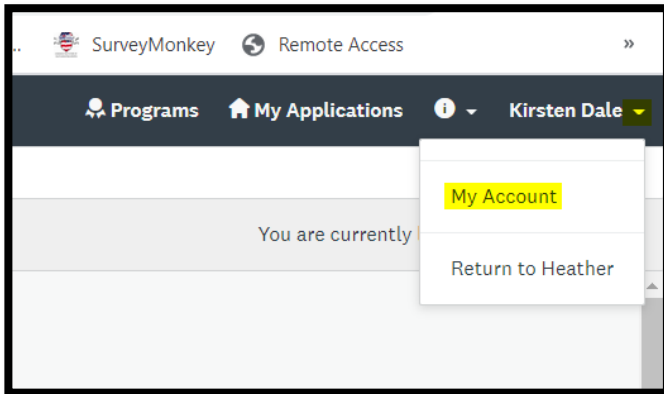 .. SurveyMonkey Remote Access »
Programs My Applications Kirsten Dale
My Account
You are currently
Return to Heather